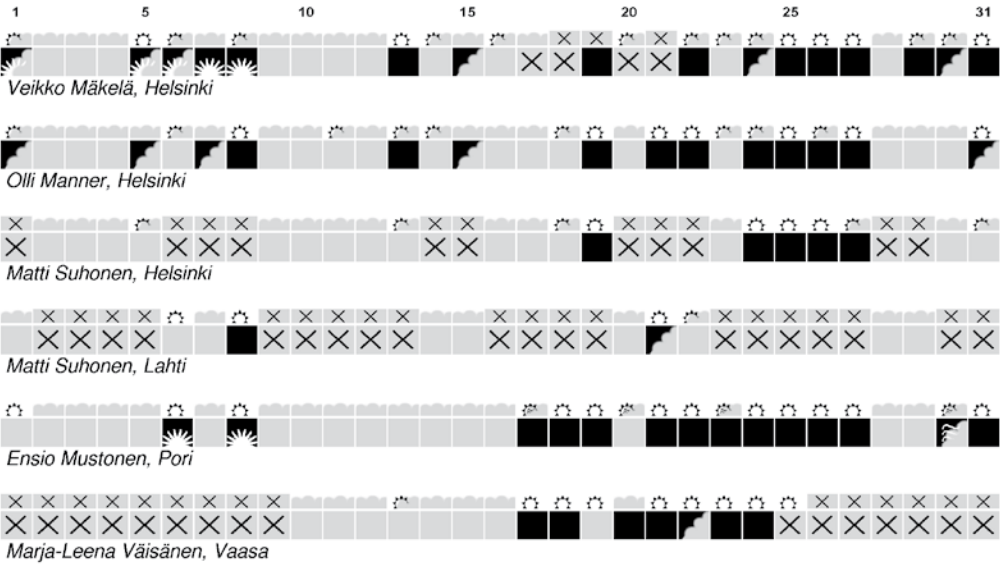 1 5 10 15 20 25 31
Veikko Mäkelä, Helsinki
Olli Manner, Helsinki
Matti Suhonen, Helsinki
Matti Suhonen, Lahti
Ensio Mustonen, Pori
Marja-Leena Väisänen, Vaasa